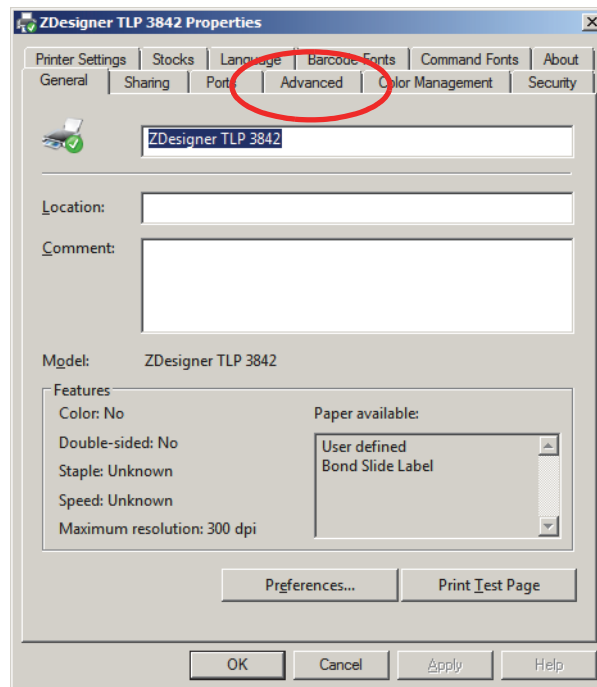 ZDesigner TLP 3842 Properties
Printer Settings Stocks Language Barcode Fonts Command Fonts About
General Sharing Ports Advanced Color Management Security
ZDesigner TLP 3842
Location:
Comment:
Model: ZDesigner TLP 3842
Features
Color: No Paper available:
Double-sided: No User defined
Staple: Unknown Bond Slide Label
Speed: Unknown
Maximum resolution: 300 dpi
Preferences... Print Test Page
OK Cancel Apply Help